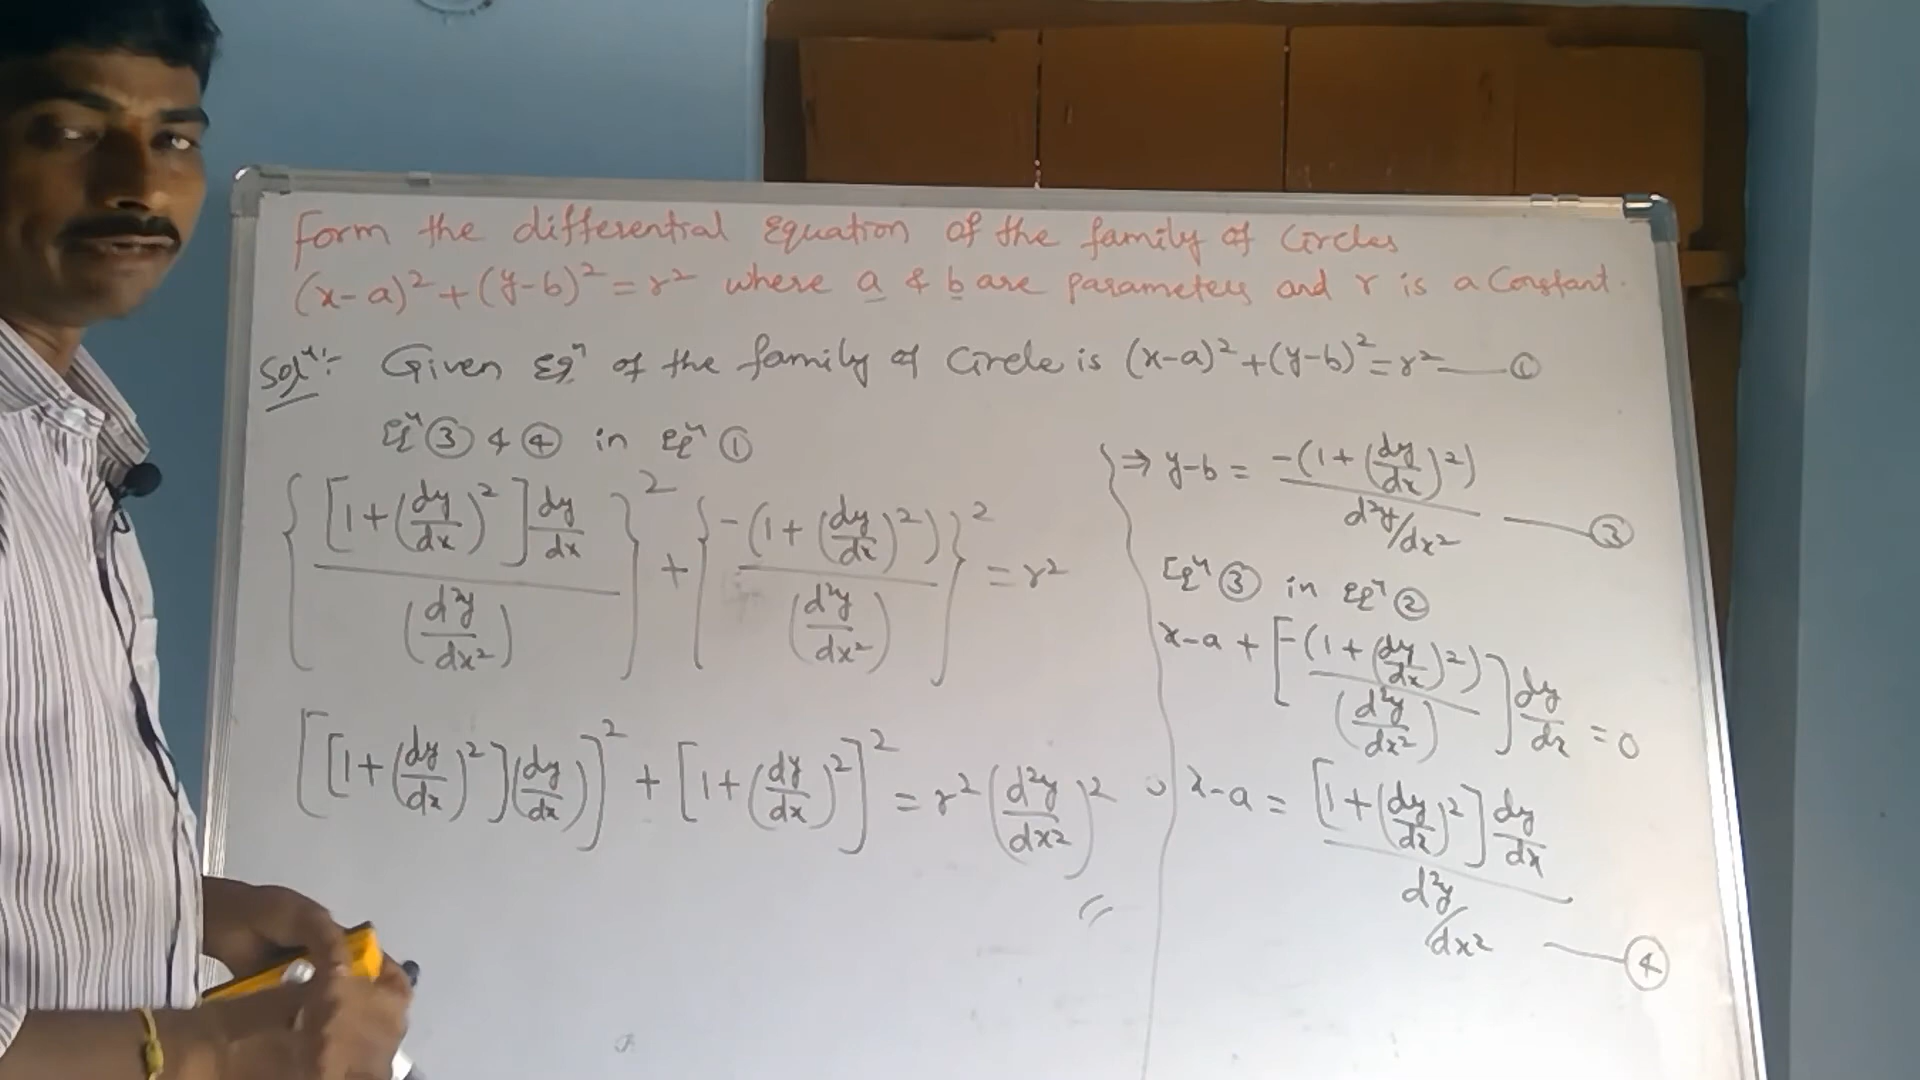 Form the differential Equation of the family of Circles
(x-a)² + (y-b)² = r² where a & b are parameters and r is a Constant.
Solⁿ:- Given Eqⁿ of the family of Circle is (x-a)² + (y-b)² = r² —— ①
Eqⁿ ③ & ④ in Eqⁿ ①
{ [1+(dy/dx)²] dy/dx / (d²y/dx²) }² + { -(1+(dy/dx)²) / (d²y/dx²) }² = r²
[[1+(dy/dx)²](dy/dx)]² + [1+(dy/dx)²]² = r² (d²y/dx²)²
⇒ y-b = -(1+(dy/dx)²) / d²y/dx² —— ③
Eqⁿ ③ in Eqⁿ ②
x-a + [ -(1+(dy/dx)²) / (d²y/dx²) ] dy/dx = 0
x-a = [1+(dy/dx)²] dy/dx / d²y/dx² —— ④